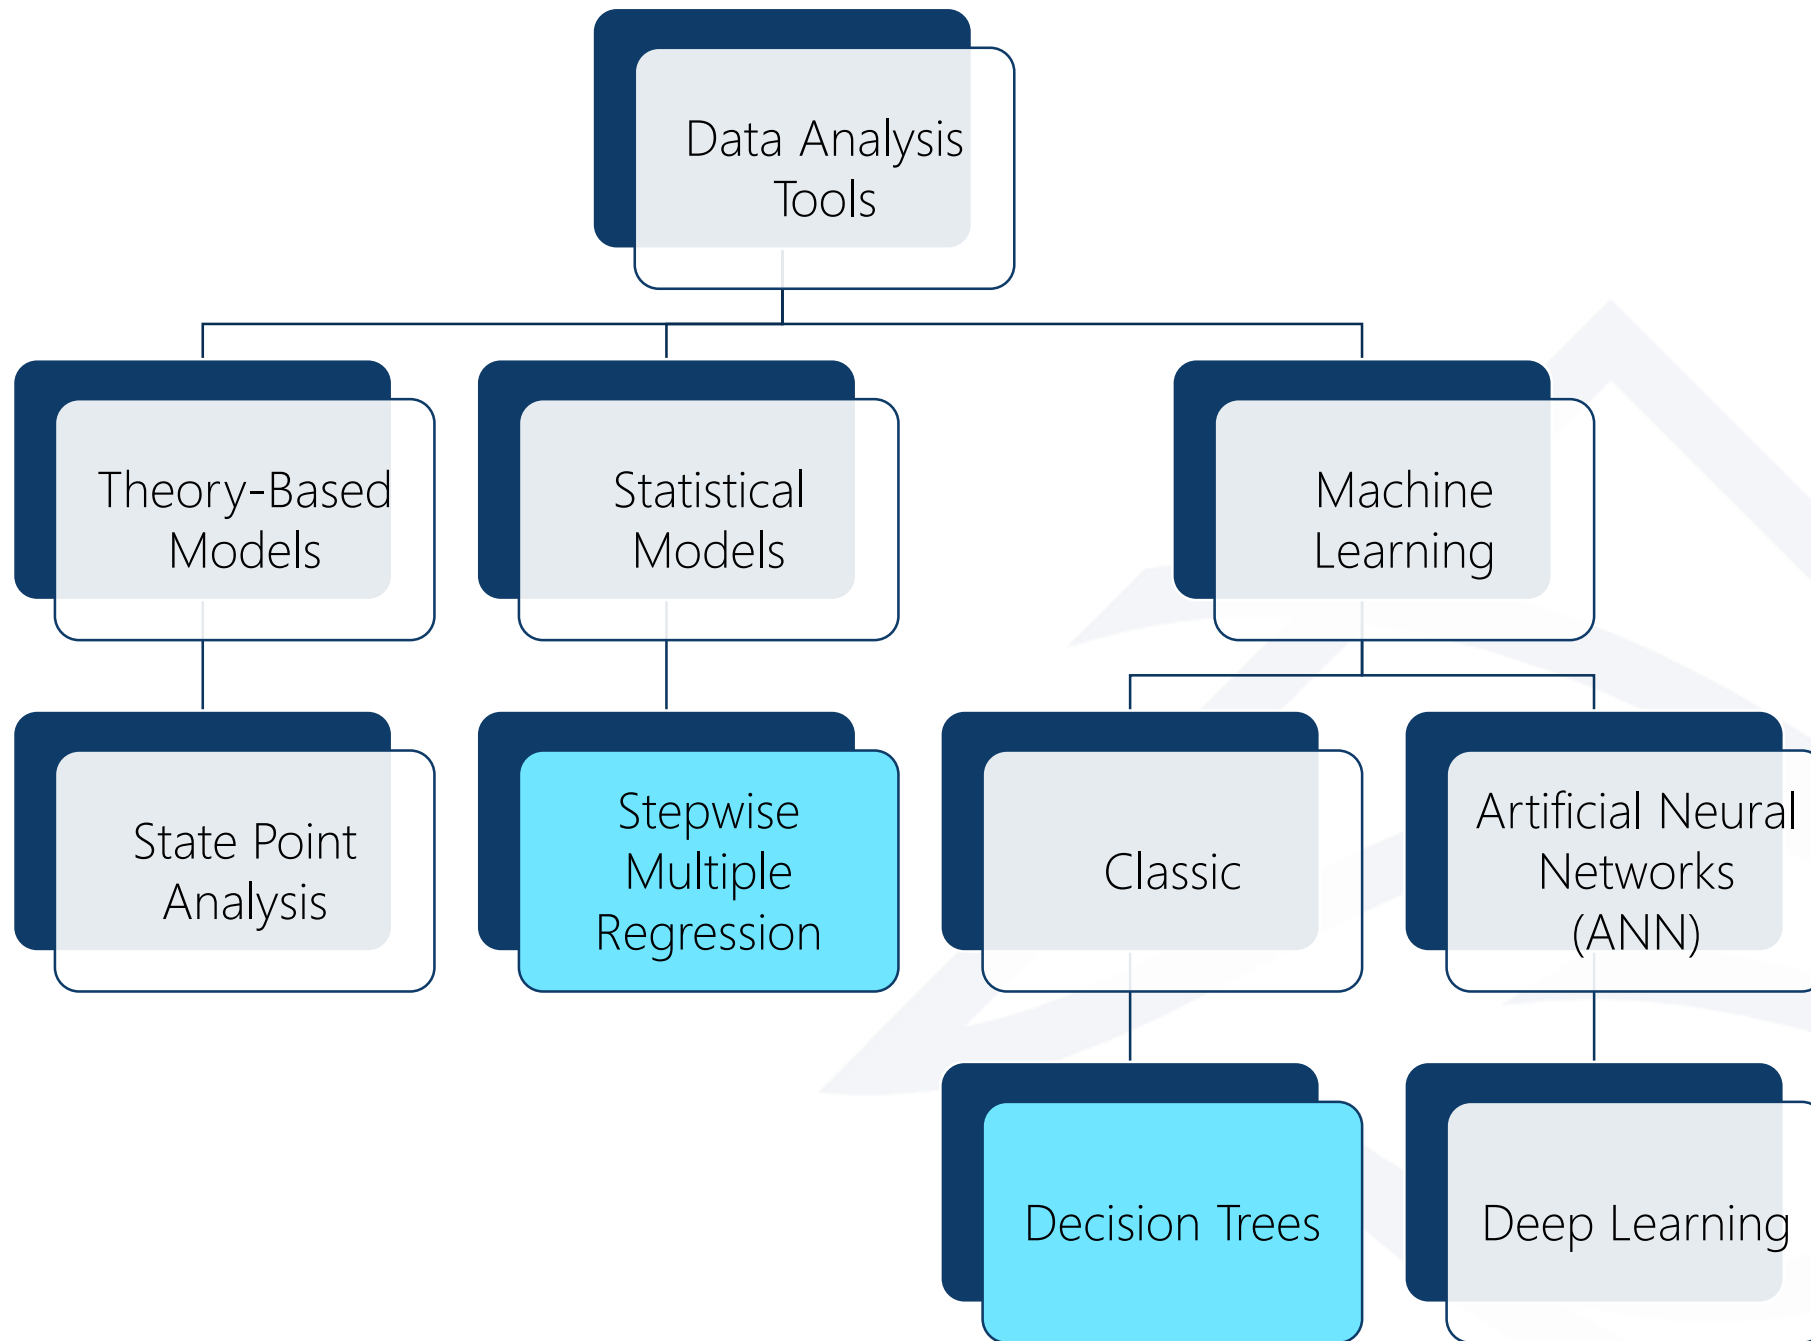 Data Analysis
Tools
Theory-Based
Models
Statistical
Models
Machine
Learning
State Point
Analysis
Stepwise
Multiple
Regression
Classic
Artificial Neural
Networks
(ANN)
Decision Trees
Deep Learning